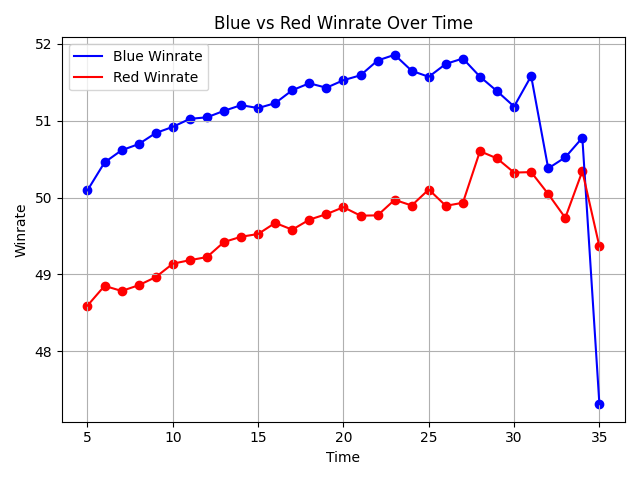 Blue vs Red Winrate Over Time
Blue Winrate
Red Winrate
52
51
50
49
48
Winrate
5 10 15 20 25 30 35
Time